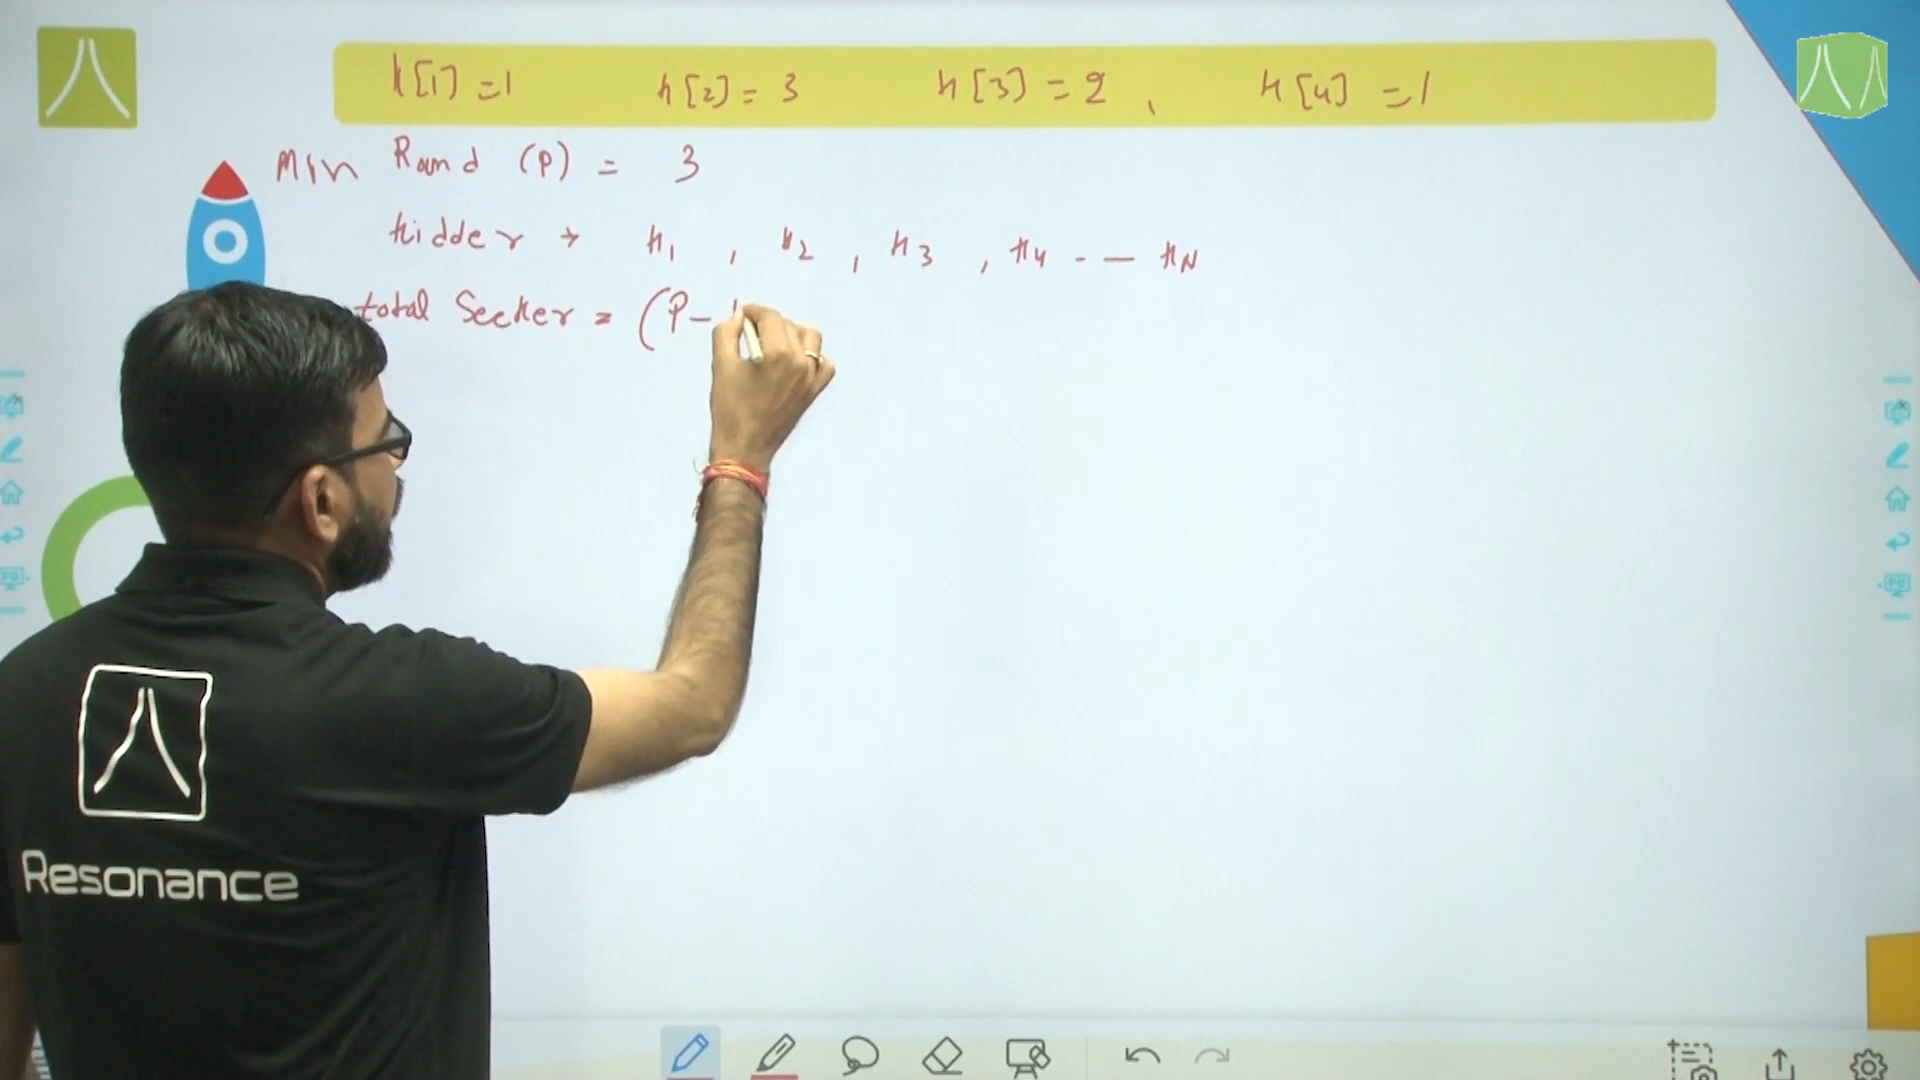 H[1] = 1 H[2] = 3 H[3] = 2 , H[4] = 1
Min Round (P) = 3
Hidder → H1 , H2 , H3 , H4 - - HN
total Seeker = (P-
Resonance